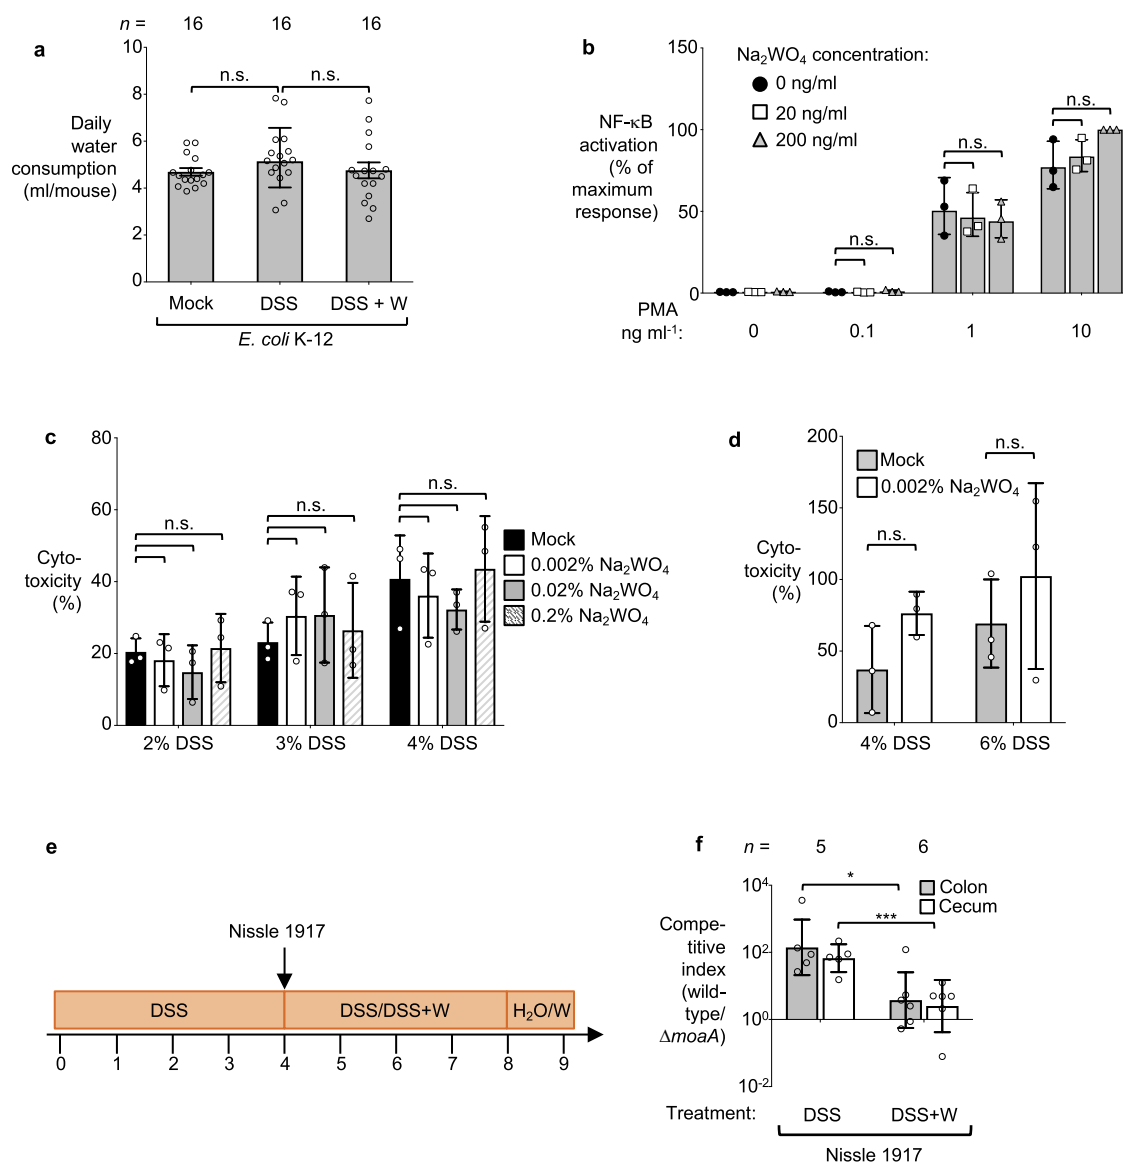 n = 16 16 16
a
10
8
6
4
2
0
Daily
water
consumption
(ml/mouse)
n.s. n.s.
Mock DSS DSS + W
E. coli K-12
b
150
100
50
0
NF-κB
activation
(% of
maximum
response)
Na₂WO₄ concentration:
0 ng/ml
20 ng/ml
200 ng/ml
n.s.
n.s.
n.s.
PMA
ng ml⁻¹: 0 0.1 1 10
c
80
60
40
20
0
Cyto-
toxicity
(%)
n.s. n.s. n.s.
Mock
0.002% Na₂WO₄
0.02% Na₂WO₄
0.2% Na₂WO₄
2% DSS 3% DSS 4% DSS
d
200
150
100
50
0
Cyto-
toxicity
(%)
Mock
0.002% Na₂WO₄
n.s.
n.s.
4% DSS 6% DSS
e
Nissle 1917
DSS DSS/DSS+W H₂O/W
0 1 2 3 4 5 6 7 8 9
f
n = 5 6
10⁴
10²
10⁰
10⁻²
Compe-
titive
index
(wild-
type/
ΔmoaA)
*
***
Colon
Cecum
Treatment: DSS DSS+W
Nissle 1917